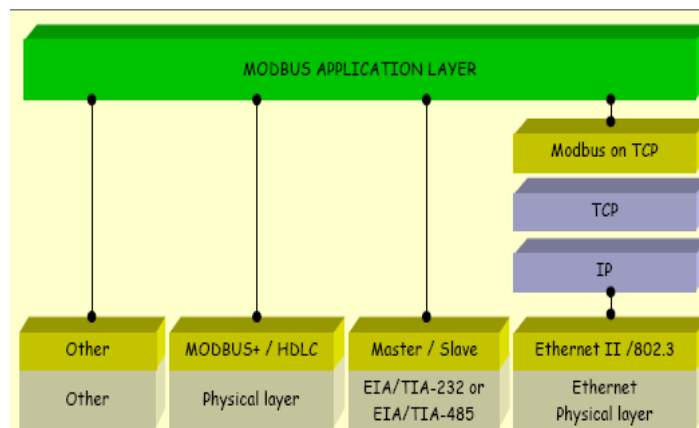 MODBUS APPLICATION LAYER
Modbus on TCP
TCP
IP
Other
MODBUS+ / HDLC
Master / Slave
Ethernet II /802.3
Other
Physical layer
EIA/TIA-232 or
EIA/TIA-485
Ethernet
Physical layer